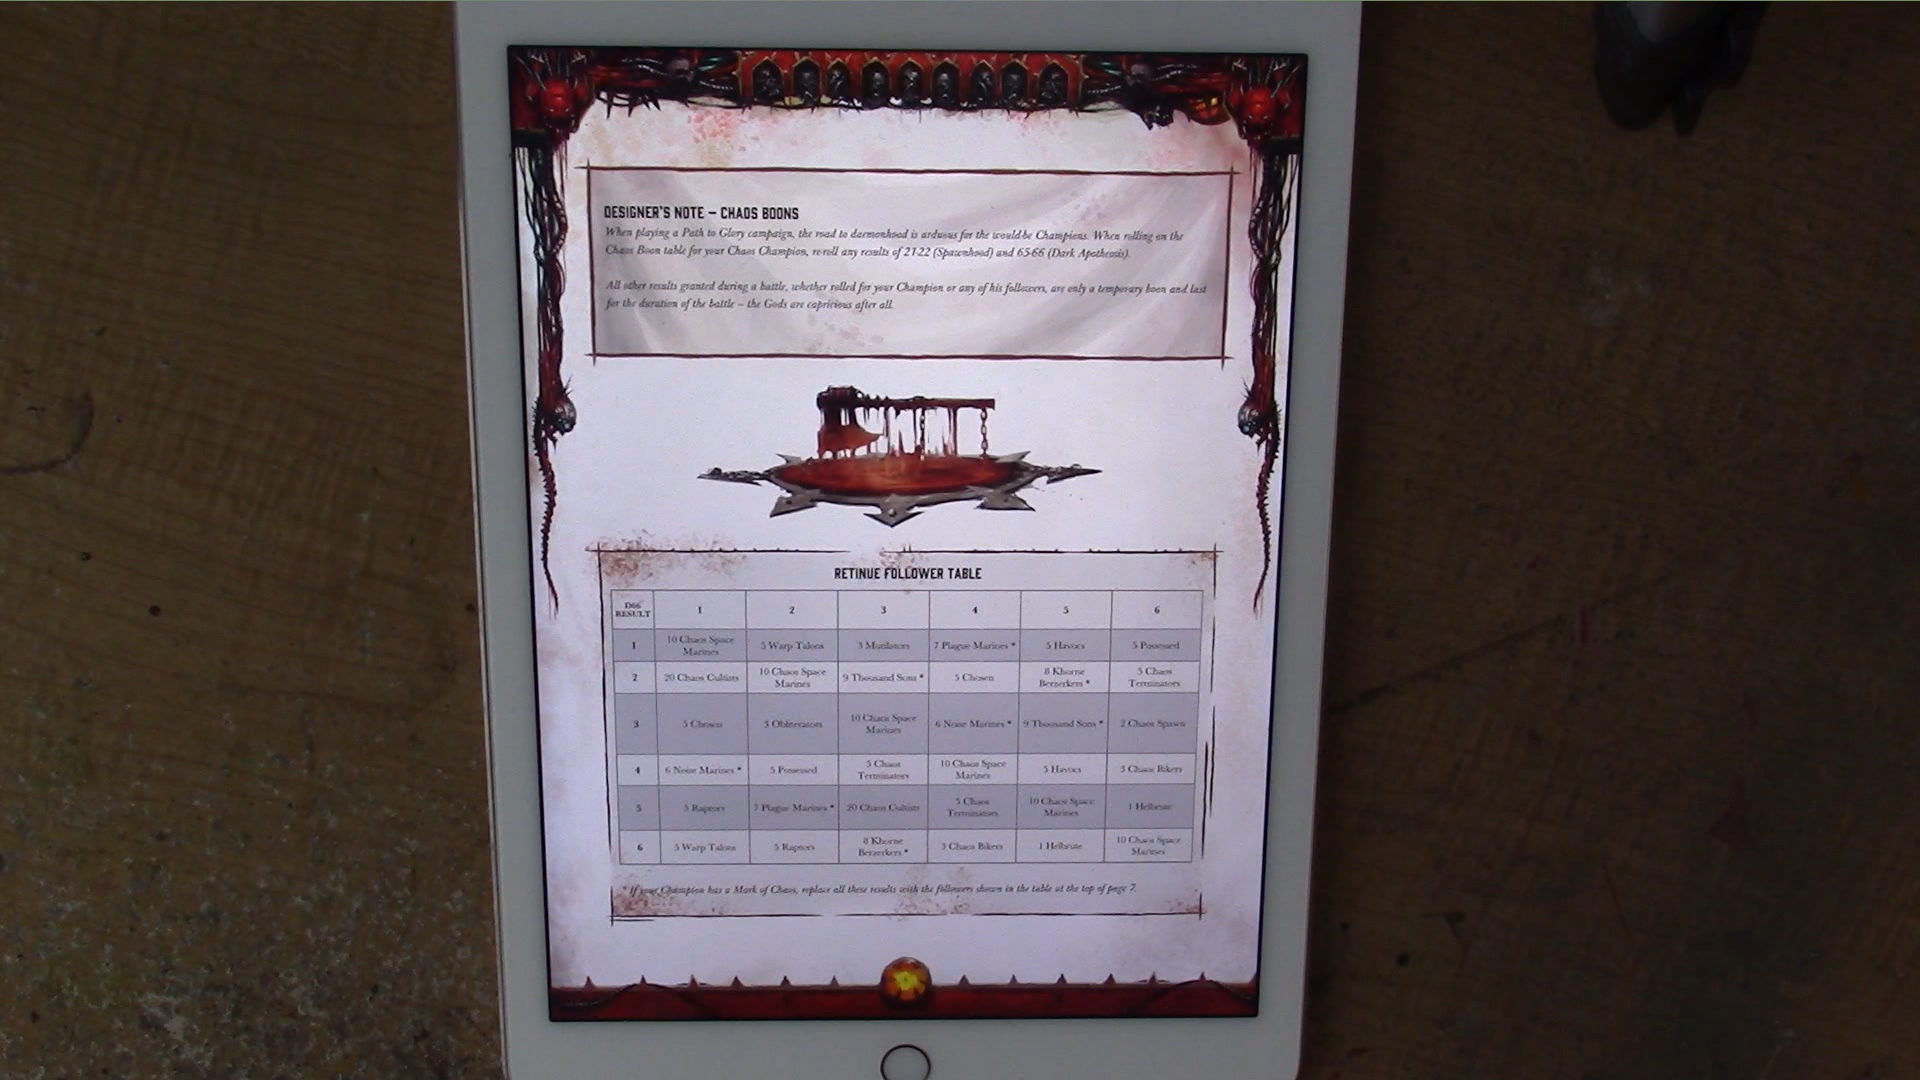 DESIGNER'S NOTE – CHAOS BOONS
When playing a Path to Glory campaign, the road to daemonhood is arduous for the would-be Champions. When rolling on the
Chaos Boon table for your Chaos Champion, re-roll any results of 21-22 (Spawnhood) and 65-66 (Dark Apotheosis).
All other results granted during a battle, whether rolled for your Champion or any of his followers, are only a temporary boon and last
for the duration of the battle – the Gods are capricious after all.
RETINUE FOLLOWER TABLE
D66 RESULT 1 2 3 4 5 6
1 10 Chaos Space Marines 5 Warp Talons 3 Mutilators 7 Plague Marines * 5 Havocs 5 Possessed
2 20 Chaos Cultists 10 Chaos Space Marines 9 Thousand Sons * 5 Chosen 8 Khorne Berzerkers * 5 Chaos Terminators
3 5 Chosen 3 Obliterators 10 Chaos Space Marines 6 Noise Marines * 9 Thousand Sons * 2 Chaos Spawn
4 6 Noise Marines * 5 Possessed 5 Chaos Terminators 10 Chaos Space Marines 5 Havocs 3 Chaos Bikers
5 5 Raptors 7 Plague Marines * 20 Chaos Cultists 5 Chaos Terminators 10 Chaos Space Marines 1 Helbrute
6 5 Warp Talons 5 Raptors 8 Khorne Berzerkers * 3 Chaos Bikers 1 Helbrute 10 Chaos Space Marines
* If your Champion has a Mark of Chaos, replace all these results with the followers shown in the table at the top of page 7.